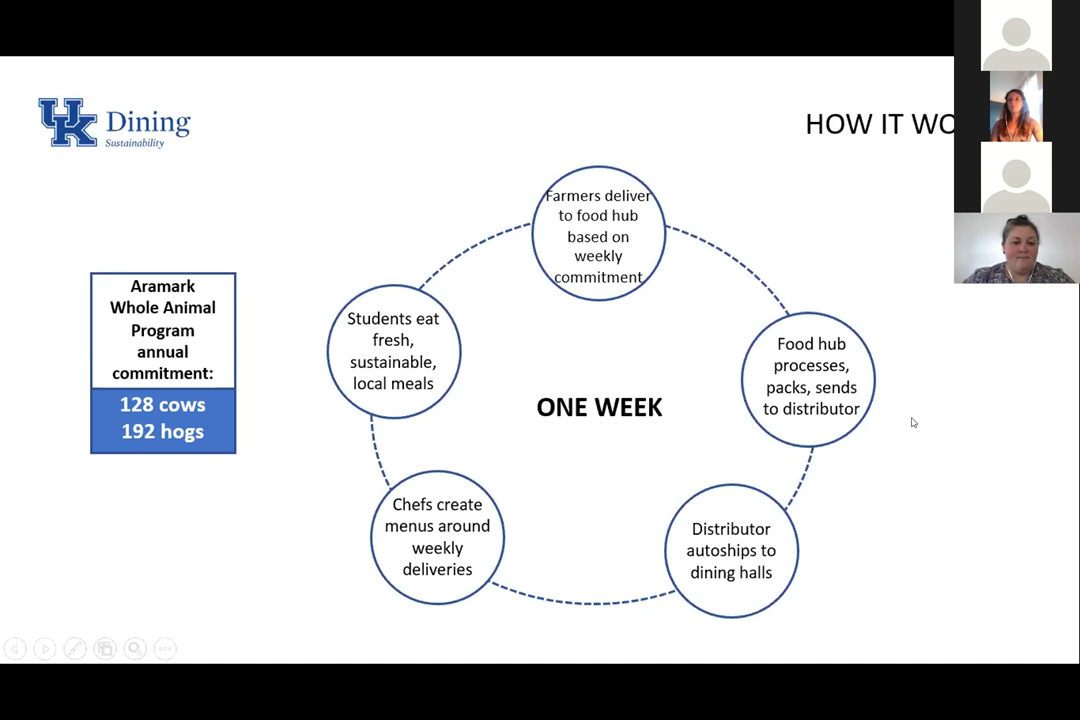 UK Dining
Sustainability
HOW IT WO
Farmers deliver
to food hub
based on
weekly
commitment
Aramark
Whole Animal
Program
annual
commitment:
128 cows
192 hogs
Students eat
fresh,
sustainable,
local meals
Food hub
processes,
packs, sends
to distributor
ONE WEEK
Chefs create
menus around
weekly
deliveries
Distributor
autoships to
dining halls